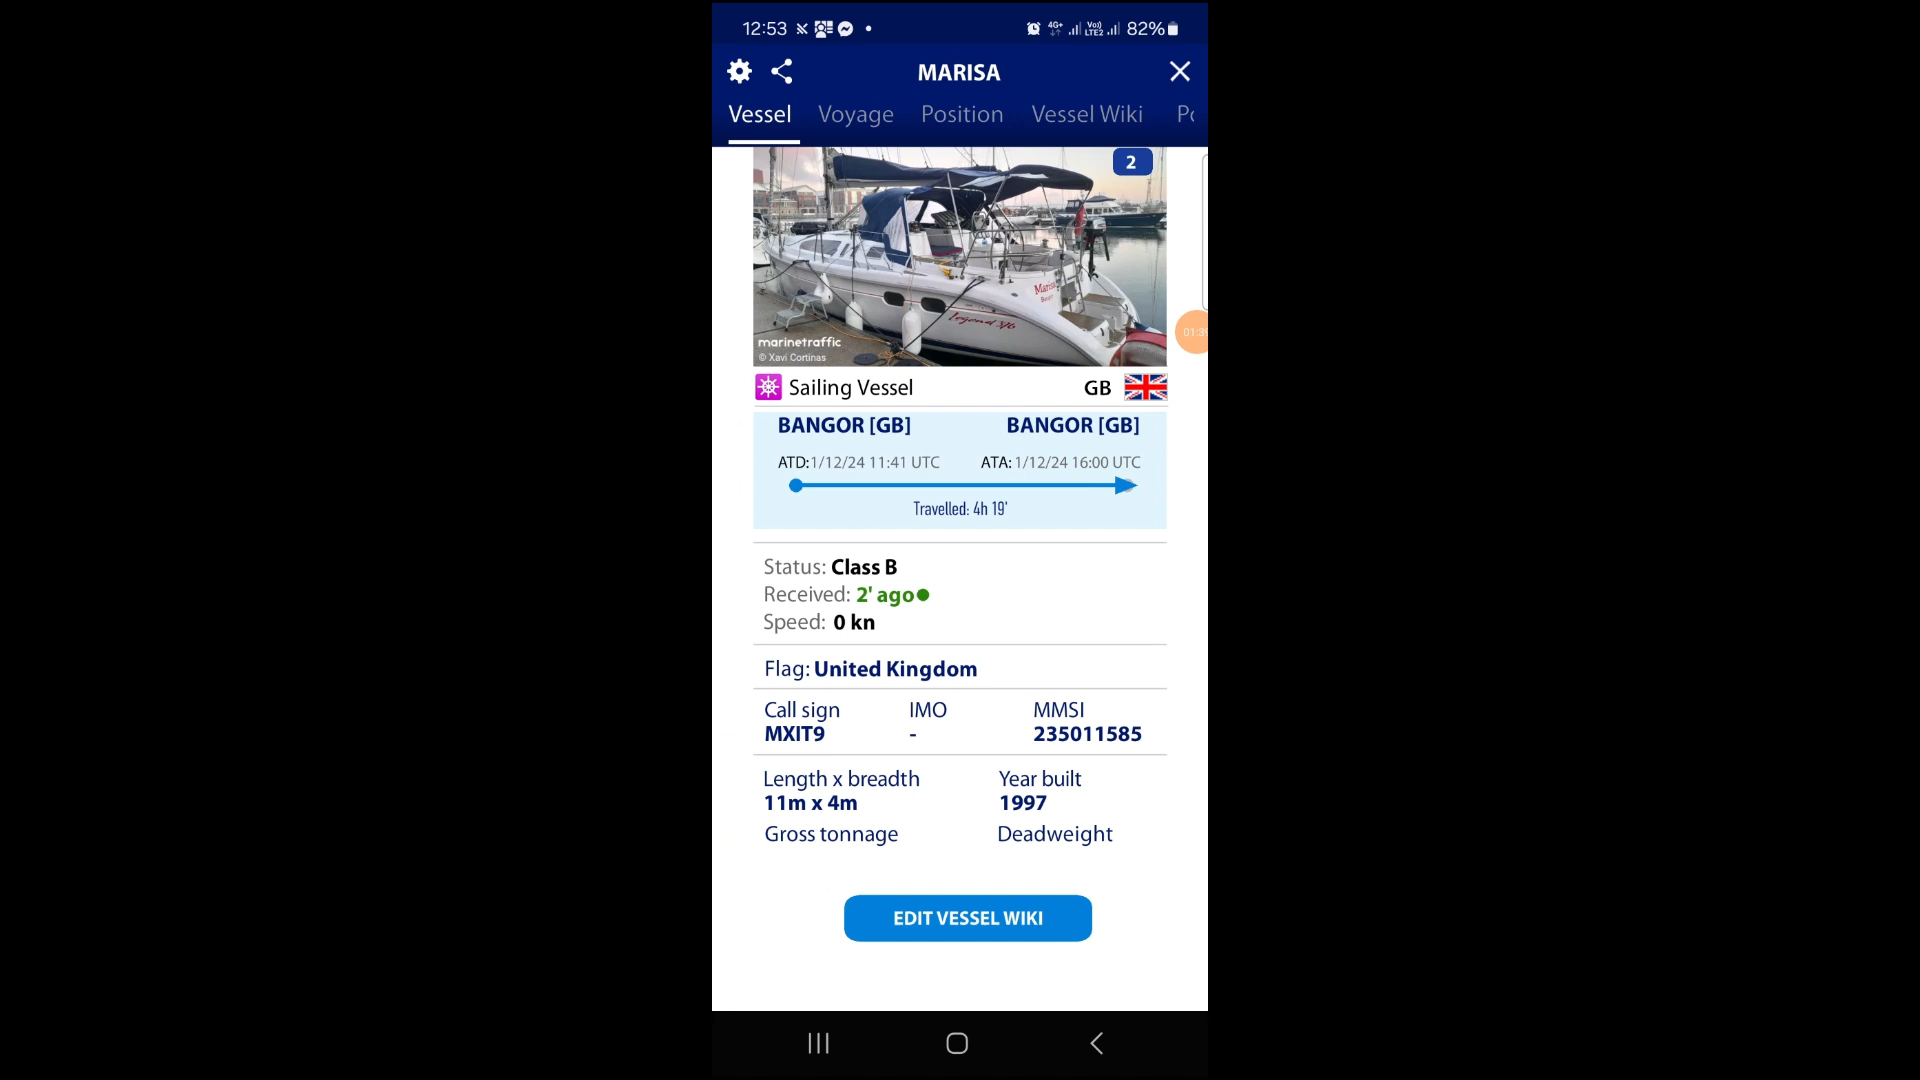 12:53 82%
MARISA
Vessel Voyage Position Vessel Wiki
2
Marisa
Legend 376
marinetraffic
© Xavi Cortinas
Sailing Vessel GB
BANGOR [GB] BANGOR [GB]
ATD: 1/12/24 11:41 UTC ATA: 1/12/24 16:00 UTC
Travelled: 4h 19'
Status: Class B
Received: 2' ago
Speed: 0 kn
Flag: United Kingdom
Call sign IMO MMSI
MXIT9 - 235011585
Length x breadth Year built
11m x 4m 1997
Gross tonnage Deadweight
EDIT VESSEL WIKI